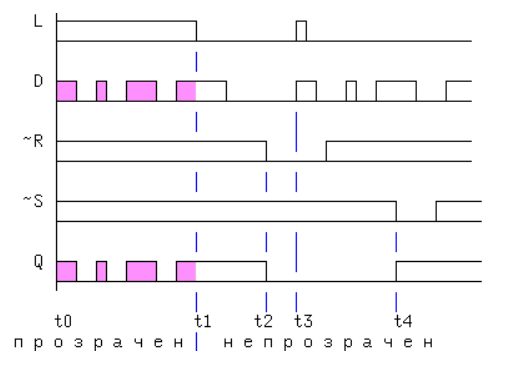 L
D
~R
~S
Q
t0 t1 t2 t3 t4
прозрачен непрозрачен